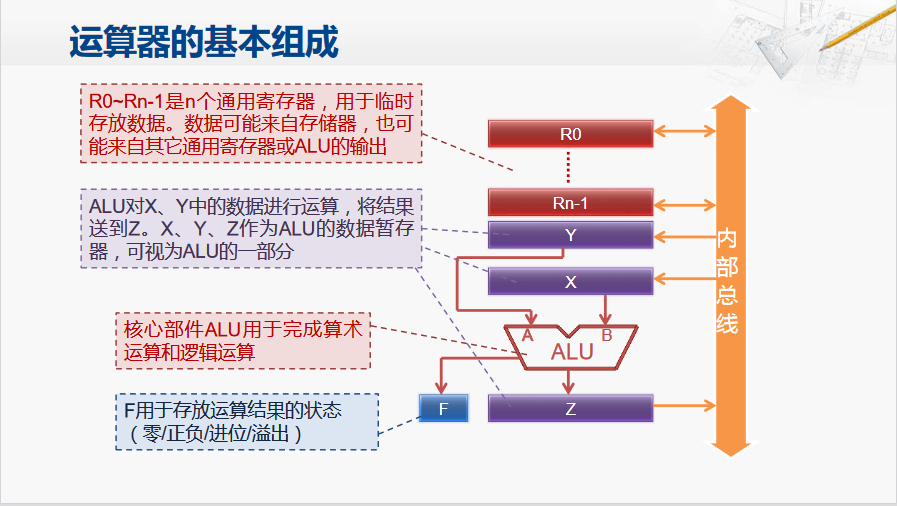 运算器的基本组成
R0~Rn-1是n个通用寄存器，用于临时
存放数据。数据可能来自存储器，也可
能来自其它通用寄存器或ALU的输出
ALU对X、Y中的数据进行运算，将结果
送到Z。X、Y、Z作为ALU的数据暂存
器，可视为ALU的一部分
核心部件ALU用于完成算术
运算和逻辑运算
F用于存放运算结果的状态
（零/正负/进位/溢出）
R0
Rn-1
Y
X
A
B
ALU
F
Z
内
部
总
线